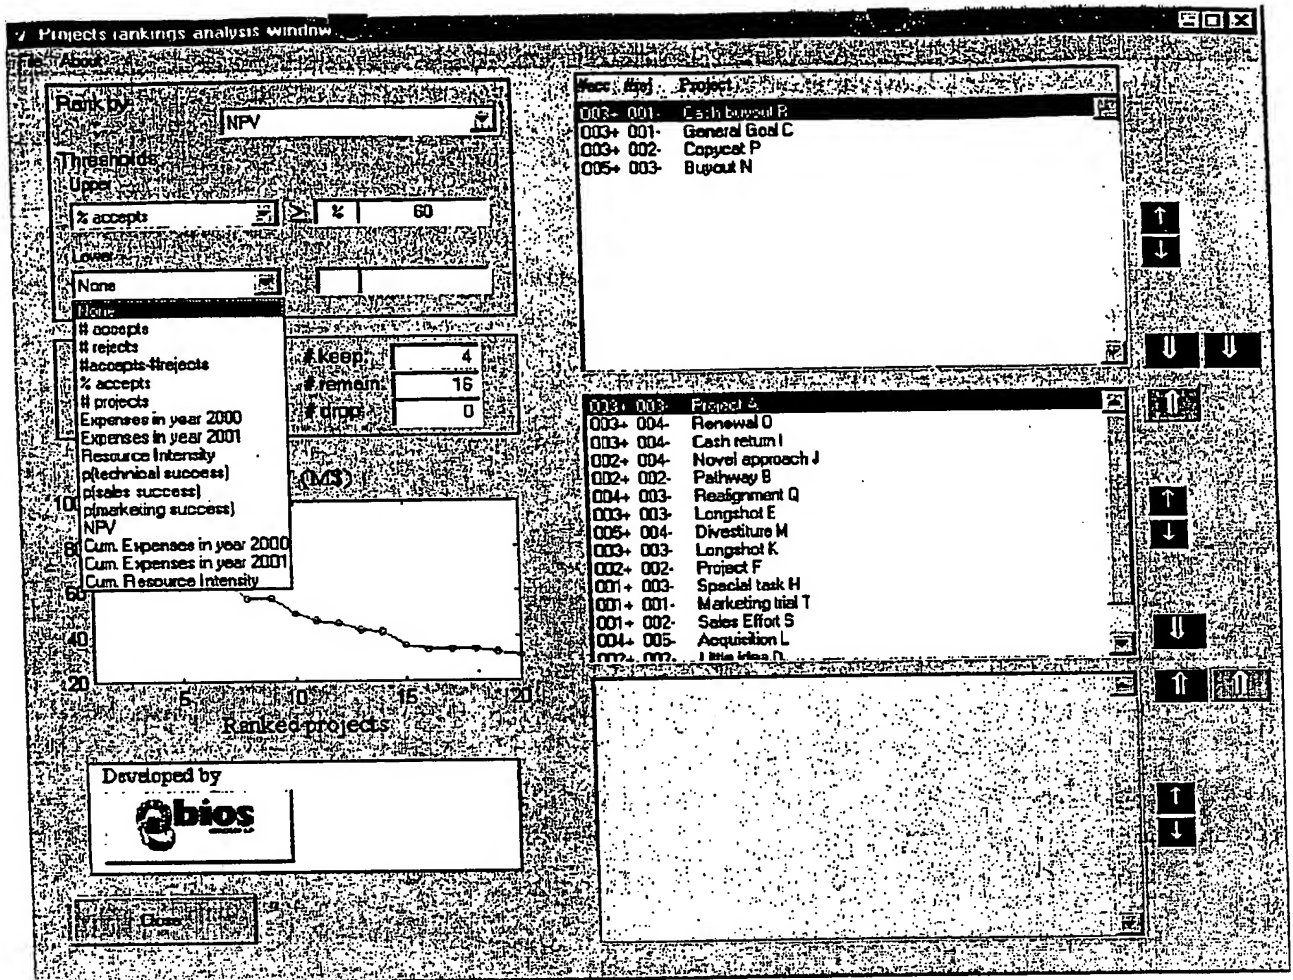 Projects rankings analysis window
File About
Rank by
NPV
Thresholds
Upper
% accepts
%
60
Lower
None
None
# accepts
# rejects
#accepts-#rejects
% accepts
# projects
Expenses in year 2000
Expenses in year 2001
Resource Intensity
p(technical success)
p(sales success)
p(marketing success)
NPV
Cum. Expenses in year 2000
Cum. Expenses in year 2001
Cum. Resource Intensity
# keep: 4
# remain: 16
# drop: 0
(M$)
100
80
60
40
20
5 10 15 20
Ranked projects
Developed by
bios
Close
#acc #rej Project
003+ 001- Cash buyout R
003+ 001- General Goal C
003+ 002- Copycat P
005+ 003- Buyout N
003+ 003- Project A
003+ 004- Renewal O
003+ 004- Cash return I
002+ 004- Novel approach J
002+ 002- Pathway B
004+ 003- Realignment Q
003+ 003- Longshot E
005+ 004- Divestiture M
003+ 003- Longshot K
002+ 002- Project F
001+ 003- Special task H
001+ 001- Marketing trial T
001+ 002- Sales Effort S
004+ 005- Acquisition L
002+ 002- Little idea D